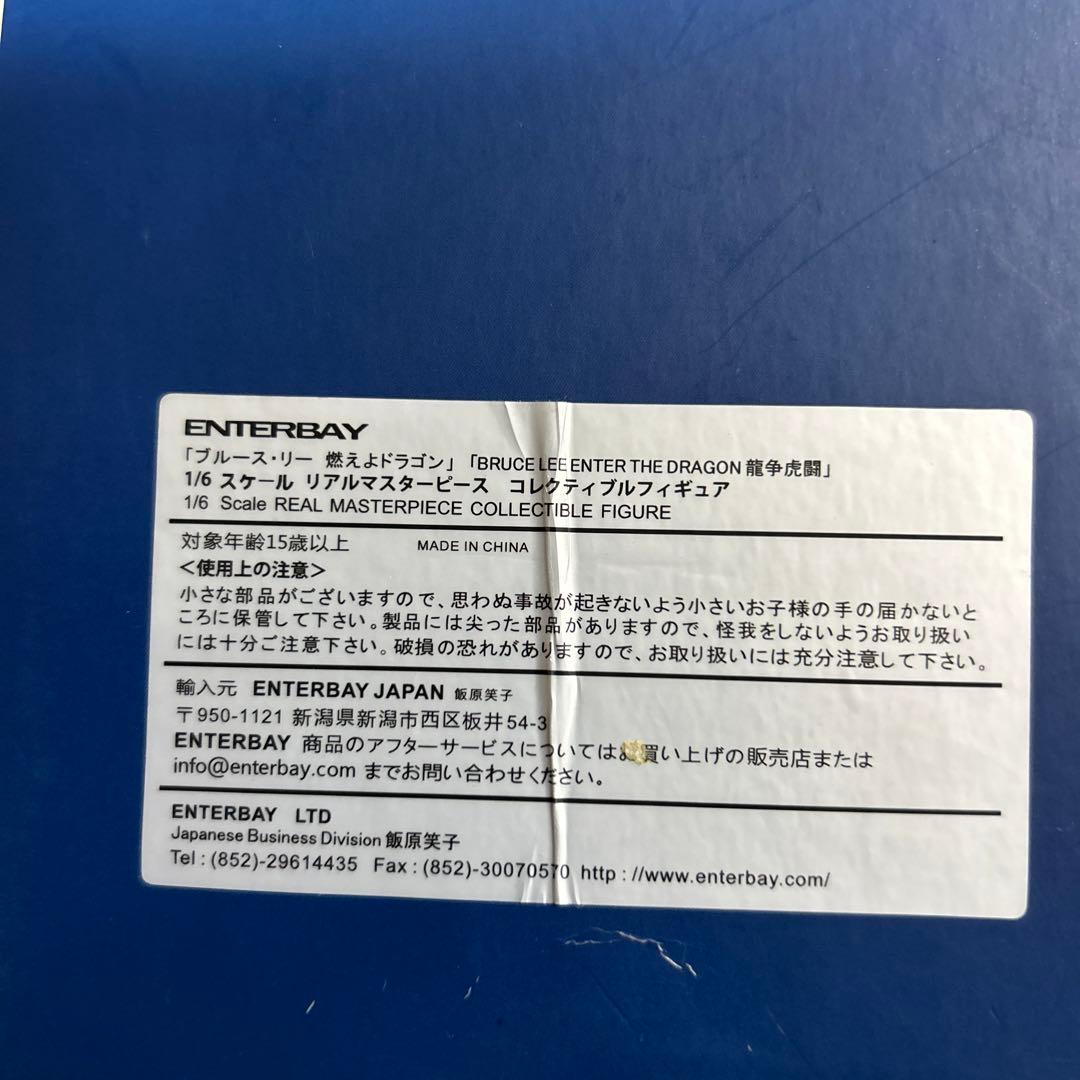 ENTERBAY
「ブルース・リー 燃えよドラゴン」「BRUCE LEE ENTER THE DRAGON 龍争虎闘」
1/6 スケール リアルマスターピース コレクティブルフィギュア
1/6 Scale REAL MASTERPIECE COLLECTIBLE FIGURE
対象年齢15歳以上 MADE IN CHINA
<使用上の注意>
小さな部品がございますので、思わぬ事故が起きないよう小さいお子様の手の届かないと
ころに保管して下さい。製品には尖った部品がありますので、怪我をしないようお取り扱い
には十分ご注意下さい。破損の恐れがありますので、お取り扱いには充分注意して下さい。
輸入元 ENTERBAY JAPAN 飯原笑子
〒950-1121 新潟県新潟市西区板井54-3
ENTERBAY 商品のアフターサービスについてはお買い上げの販売店または
info@enterbay.com までお問い合わせください。
ENTERBAY LTD
Japanese Business Division 飯原笑子
Tel : (852)-29614435 Fax : (852)-30070570 http : //www.enterbay.com/